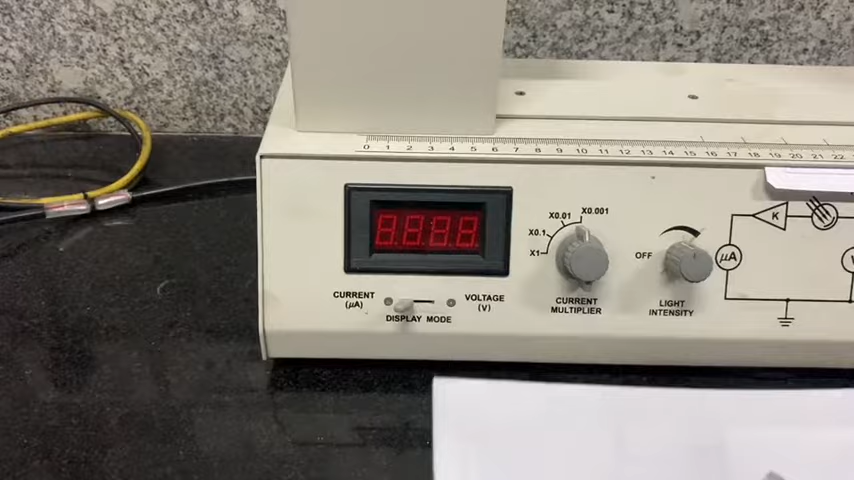 0 1 2 3 4 5 6 7 8 9 10 11 12 13 14 15 16 17 18 19 20 21 22
8.8.8.8
X0.01 X0.001
X0.1
X1
OFF
K
µA
V
CURRENT
(µA)
VOLTAGE
(V)
DISPLAY MODE
CURRENT
MULTIPLIER
LIGHT
INTENSITY